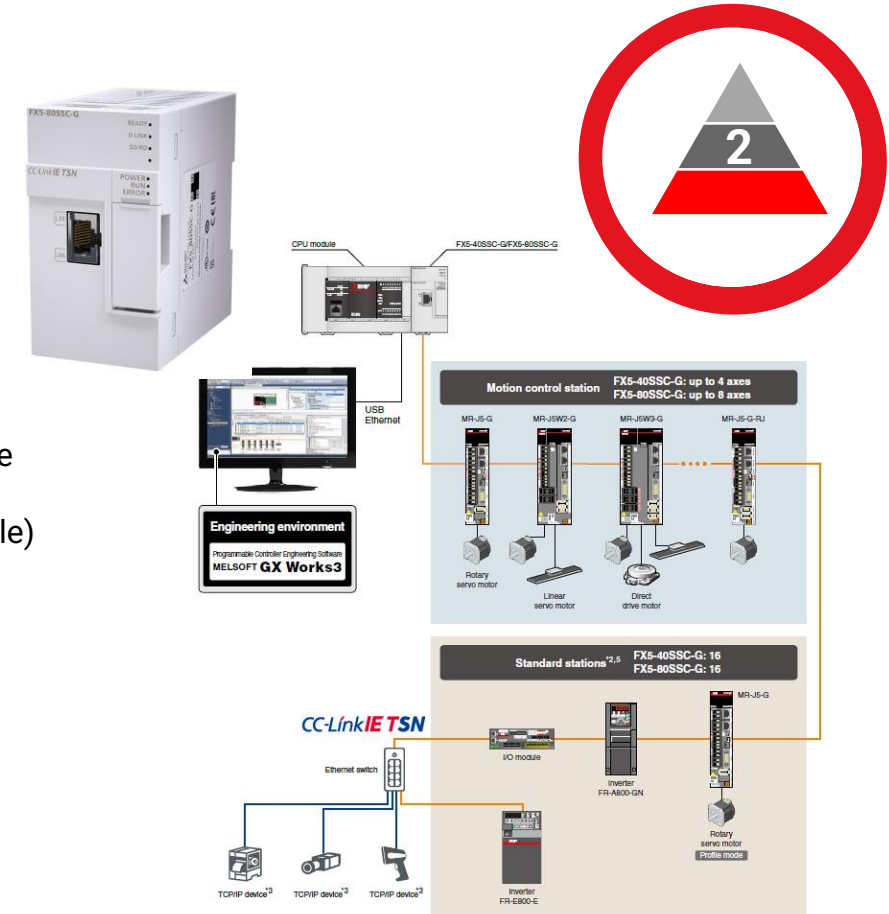 FX5-80SSC-G
READY
D LINK
SD/RD
CC-Link IE TSN
POWER
RUN
ERROR
2
CPU module
FX5-40SSC-G/FX5-80SSC-G
USB
Ethernet
e
le)
Engineering environment
Programmable Controller Engineering Software
MELSOFT GX Works3
Motion control station
FX5-40SSC-G: up to 4 axes
FX5-80SSC-G: up to 8 axes
MR-J5-G
MR-J5W2-G
MR-J5W3-G
MR-J5-G-RJ
Rotary
servo motor
Linear
servo motor
Direct
drive motor
Standard stations*2,5
FX5-40SSC-G: 16
FX5-80SSC-G: 16
MR-J5-G
CC-Link IE TSN
Ethernet switch
I/O module
Inverter
FR-A800-GN
Rotary
servo motor
Profile mode
Inverter
FR-E800-E
TCP/IP device*3
TCP/IP device*3
TCP/IP device*3